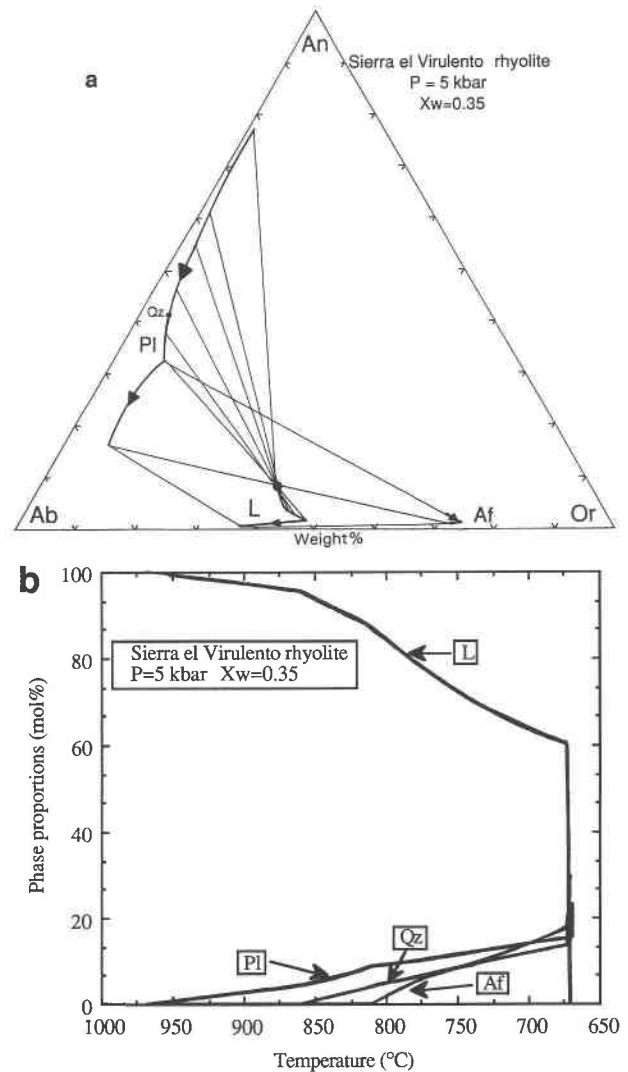 a
An
Sierra el Virulento rhyolite
P = 5 kbar
Xw=0.35
Qz
Pl
Ab
L
Af
Or
Weight%
b
100
80
60
40
20
0
Phase proportions (mol%)
Sierra el Virulento rhyolite
P=5 kbar Xw=0.35
L
Pl
Qz
Af
1000
950
900
850
800
750
700
650
Temperature (°C)